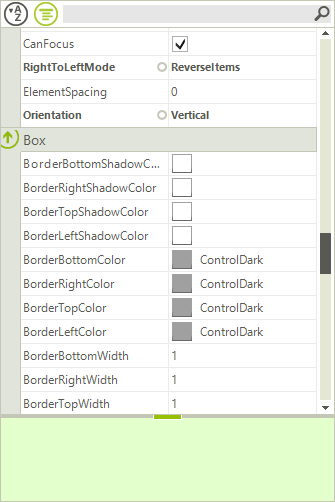 A
Z
CanFocus
RightToLeftMode ReverseItems
ElementSpacing 0
Orientation Vertical
Box
BorderBottomShadowC...
BorderRightShadowColor
BorderTopShadowColor
BorderLeftShadowColor
BorderBottomColor ControlDark
BorderRightColor ControlDark
BorderTopColor ControlDark
BorderLeftColor ControlDark
BorderBottomWidth 1
BorderRightWidth 1
BorderTopWidth 1